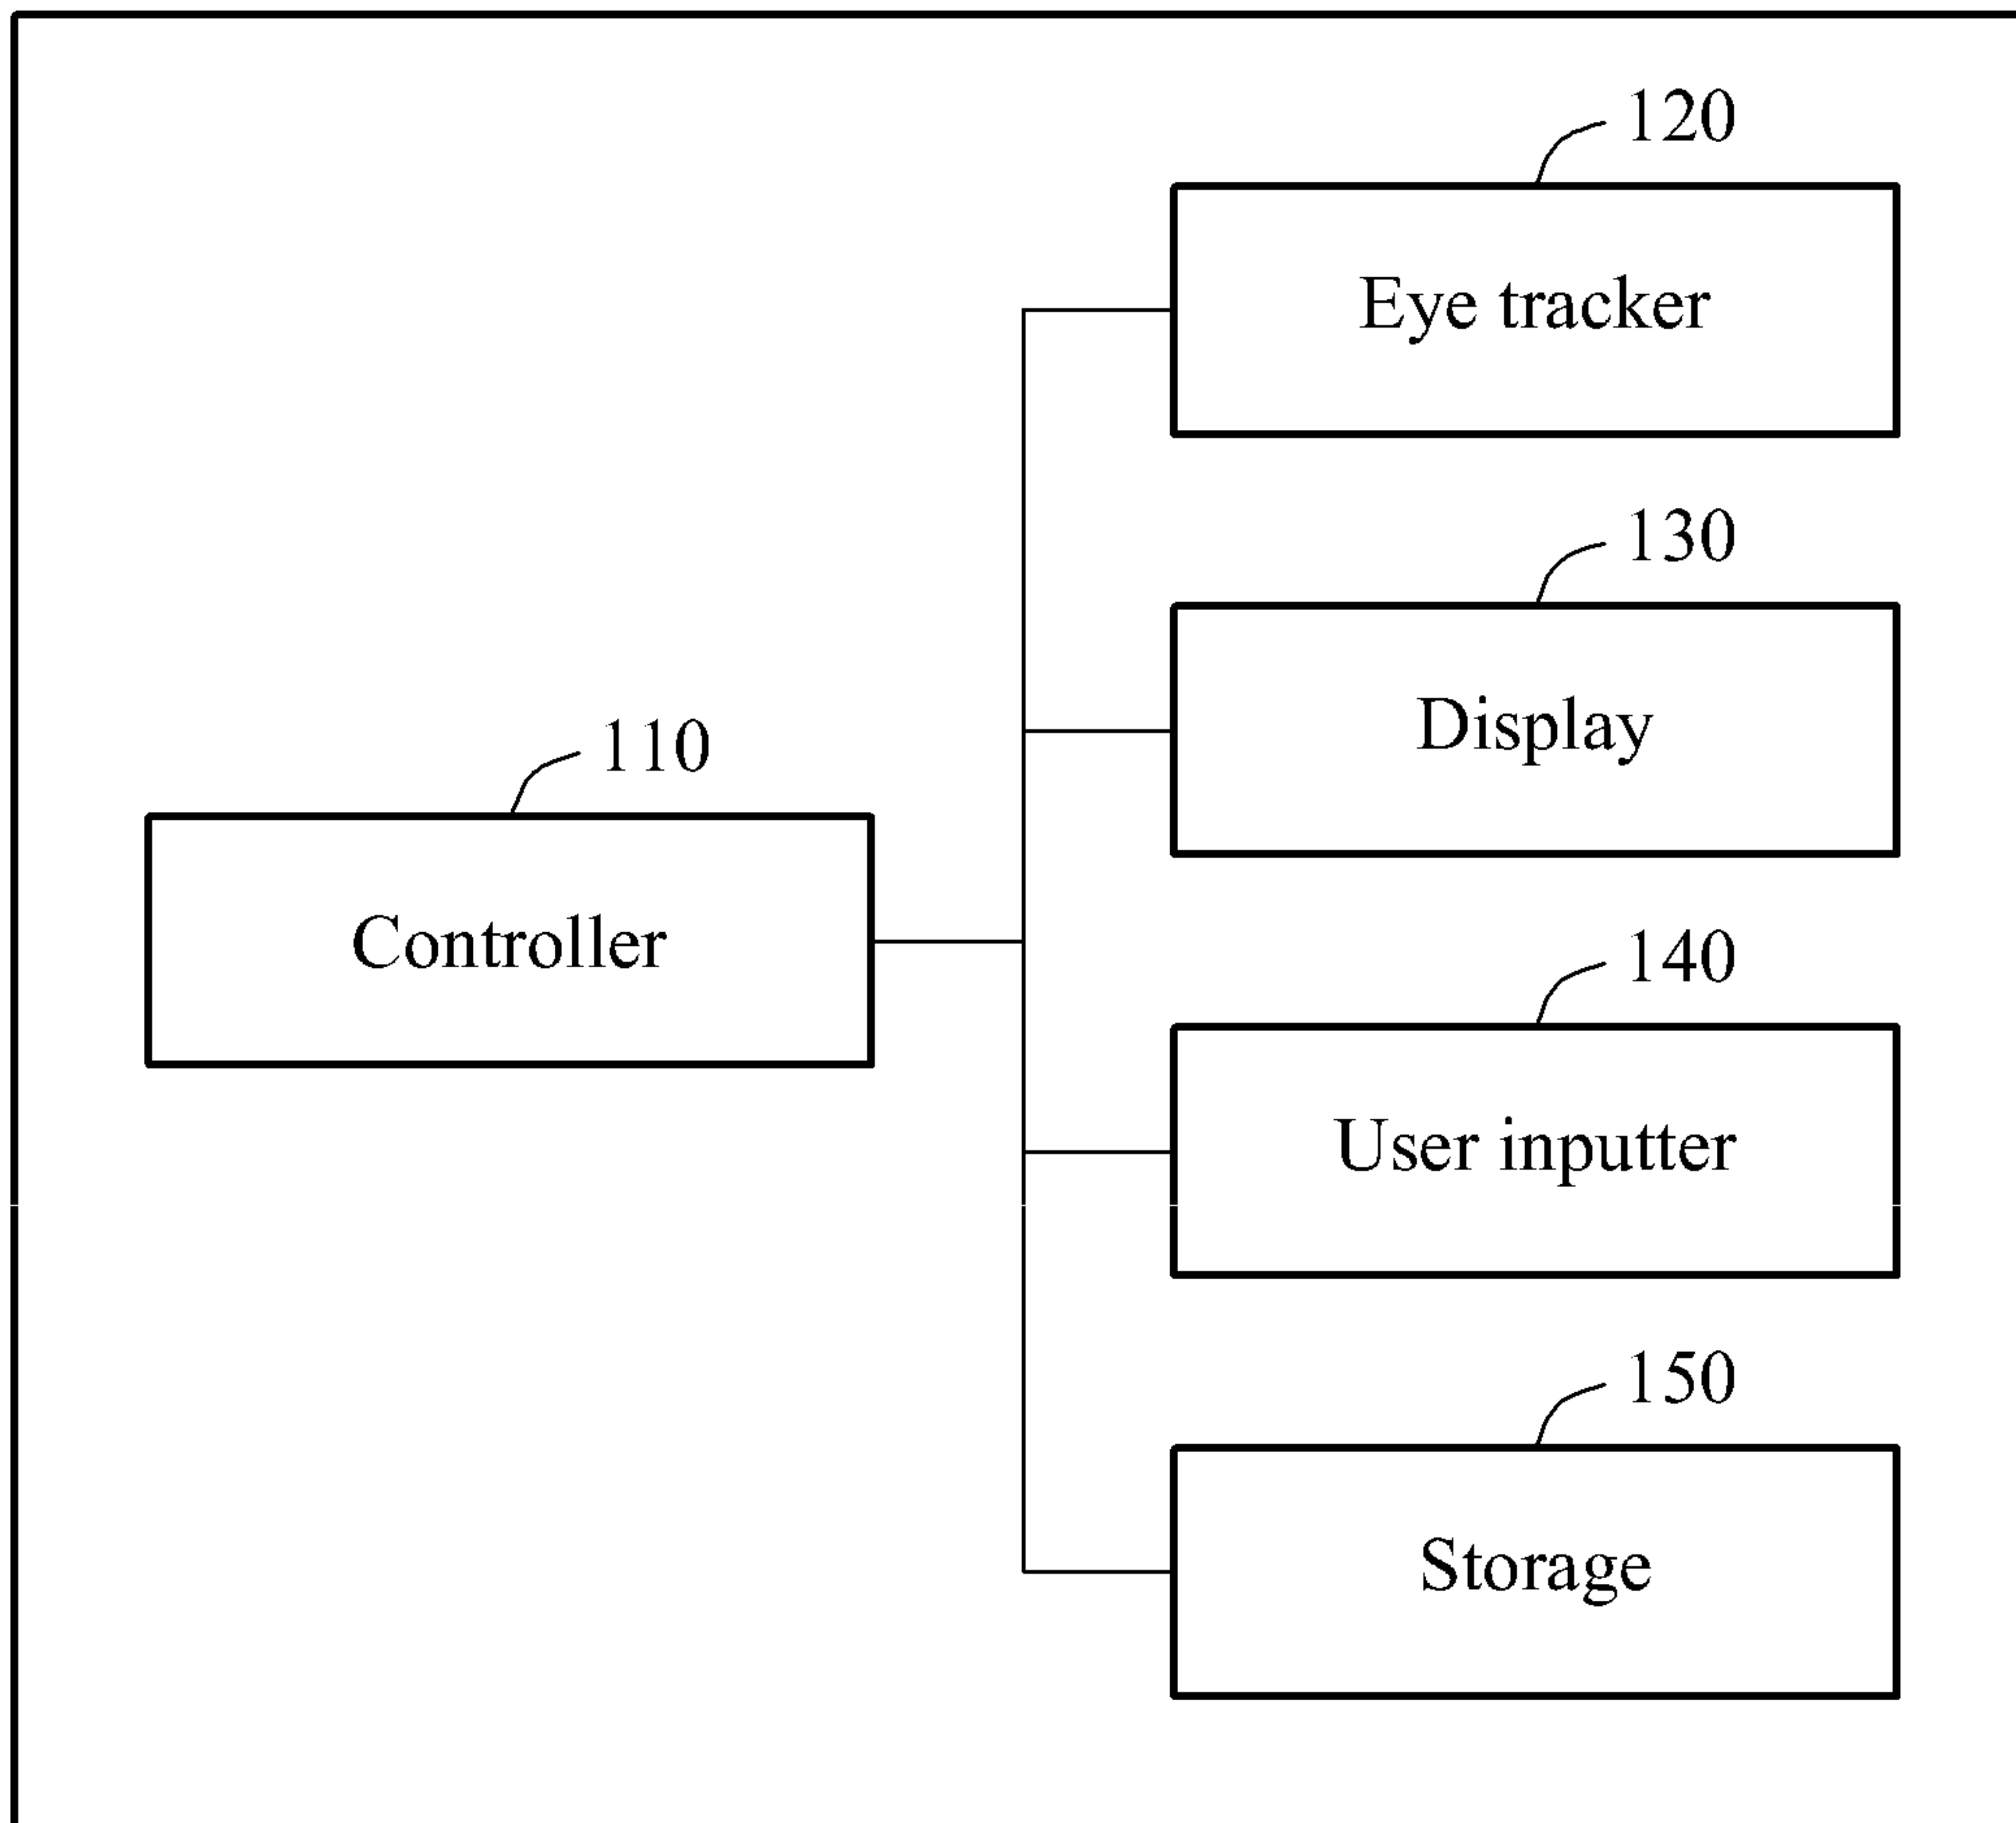 120
Eye tracker
130
Display
110
Controller
140
User inputter
150
Storage